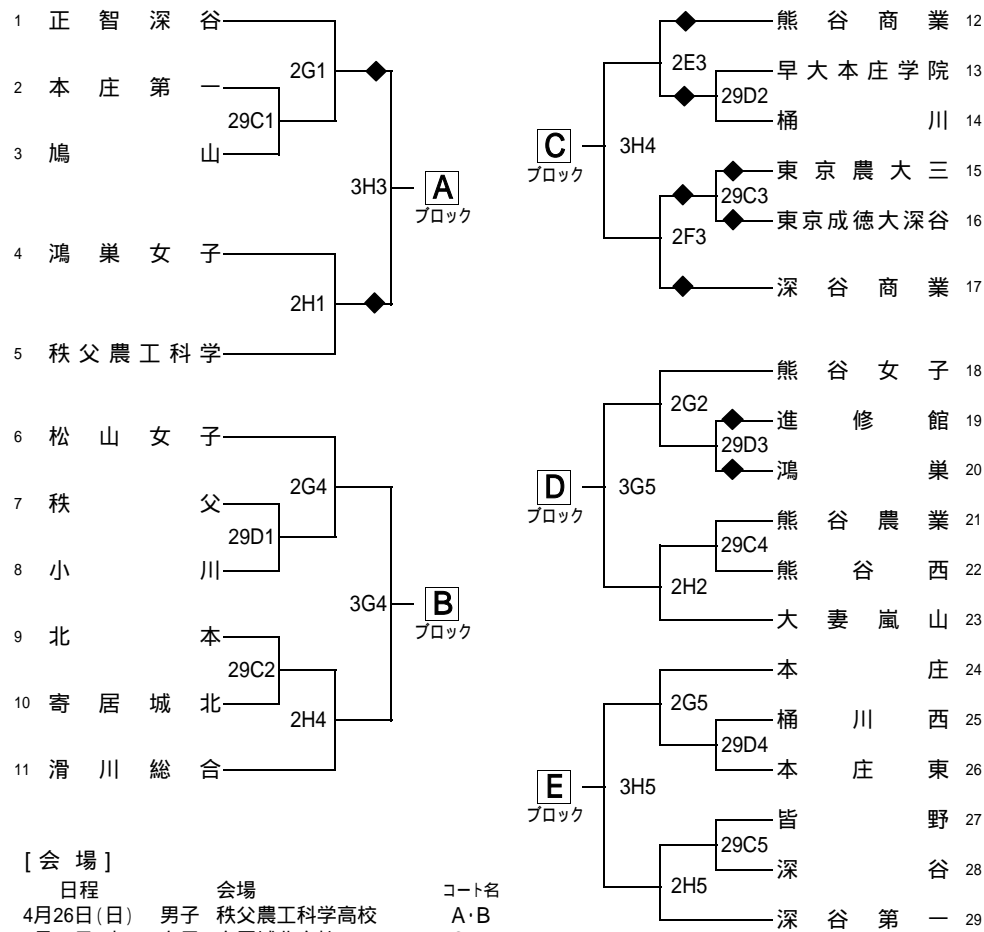 1 正智深谷
2G1
2 本庄第一
29C1
3 鳩山
3H3
A
ブロック
4 鴻巣女子
2H1
5 秩父農工科学
6 松山女子
2G4
7 秩父
29D1
8 小川
3G4
B
ブロック
9 北本
29C2
10 寄居城北
2H4
11 滑川総合
[会 場]
日程 会場 コート名
4月26日(日) 男子 秩父農工科学高校 A・B
熊谷商業 12
2E3
早大本庄学院 13
29D2
桶川 14
C
ブロック
3H4
東京農大三 15
29C3
東京成徳大深谷 16
2F3
深谷商業 17
熊谷女子 18
2G2
進修館 19
29D3
鴻巣 20
D
ブロック
3G5
熊谷農業 21
29C4
熊谷西 22
2H2
大妻嵐山 23
本庄 24
2G5
桶川西 25
29D4
本庄東 26
E
ブロック
3H5
皆野 27
29C5
深谷 28
2H5
深谷第一 29